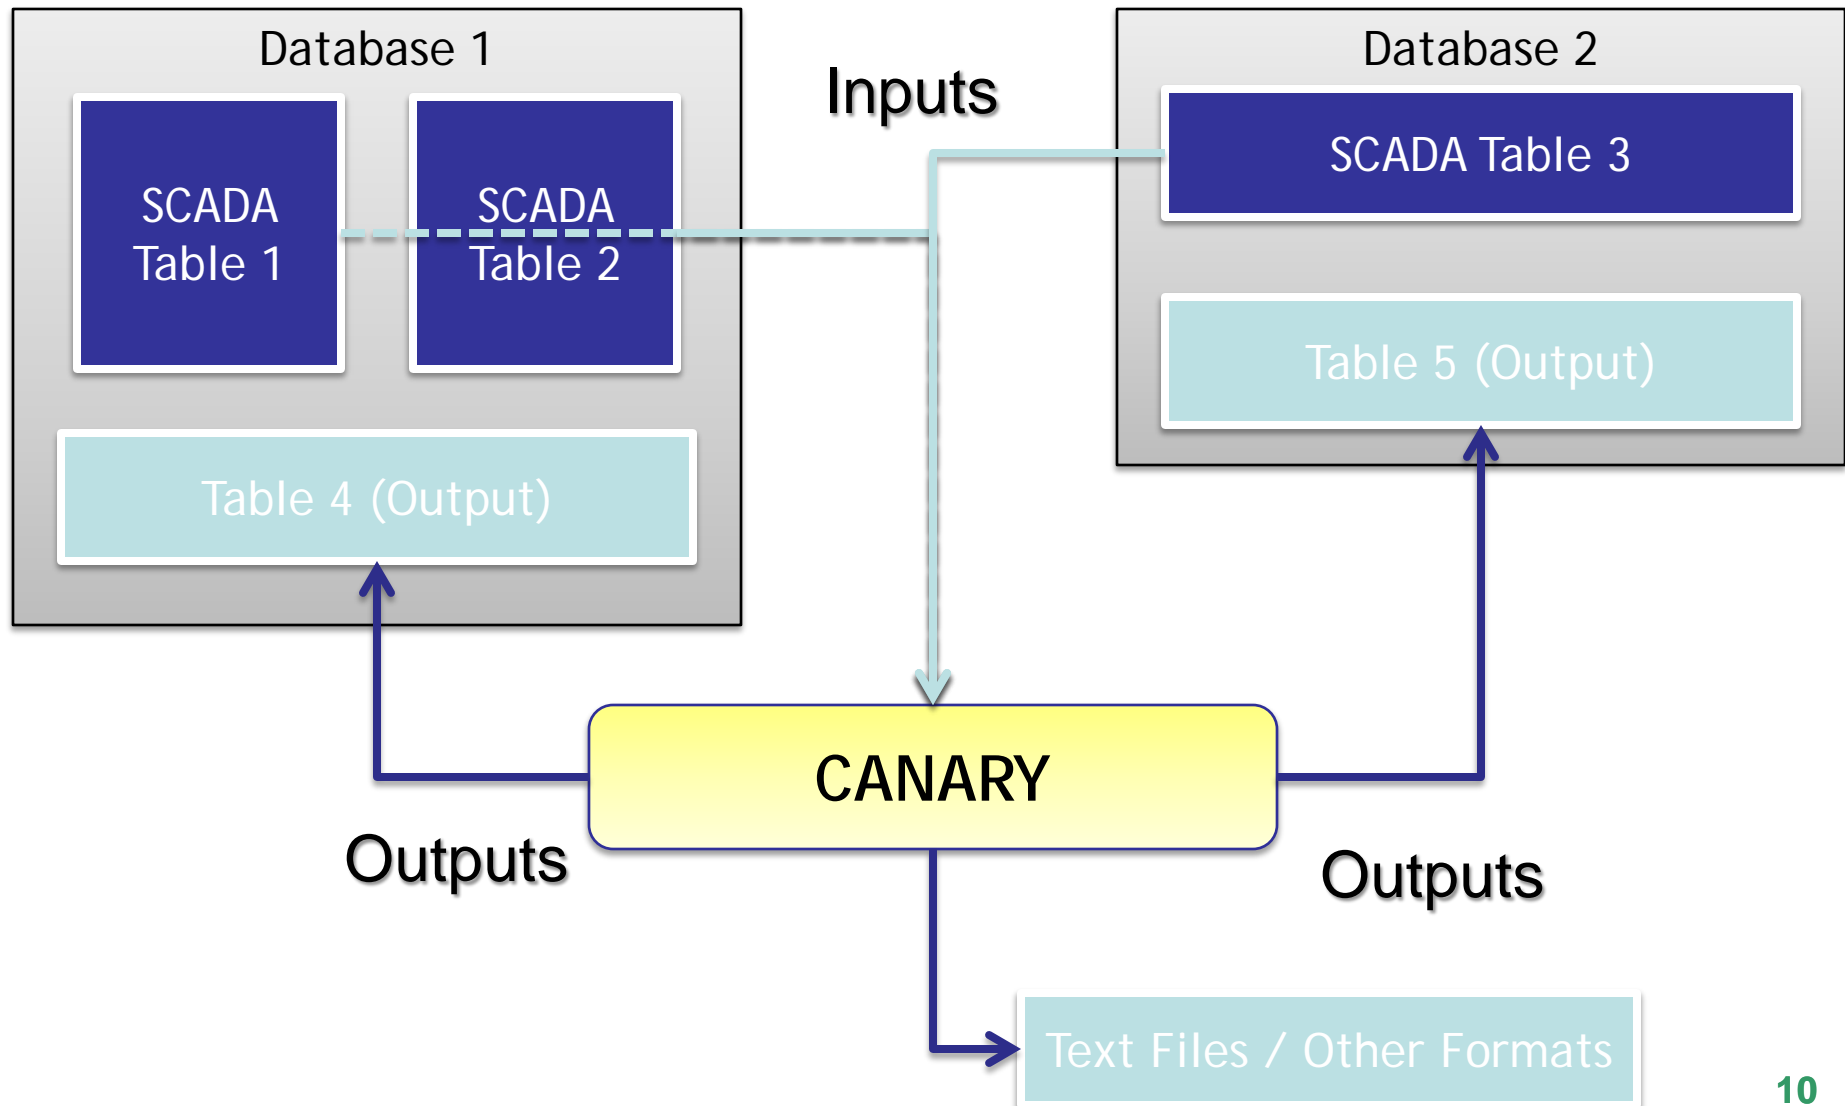 Database 1
SCADA
Table 1
SCADA
Table 2
Table 4 (Output)
Inputs
Database 2
SCADA Table 3
Table 5 (Output)
CANARY
Outputs
Outputs
Text Files / Other Formats
10